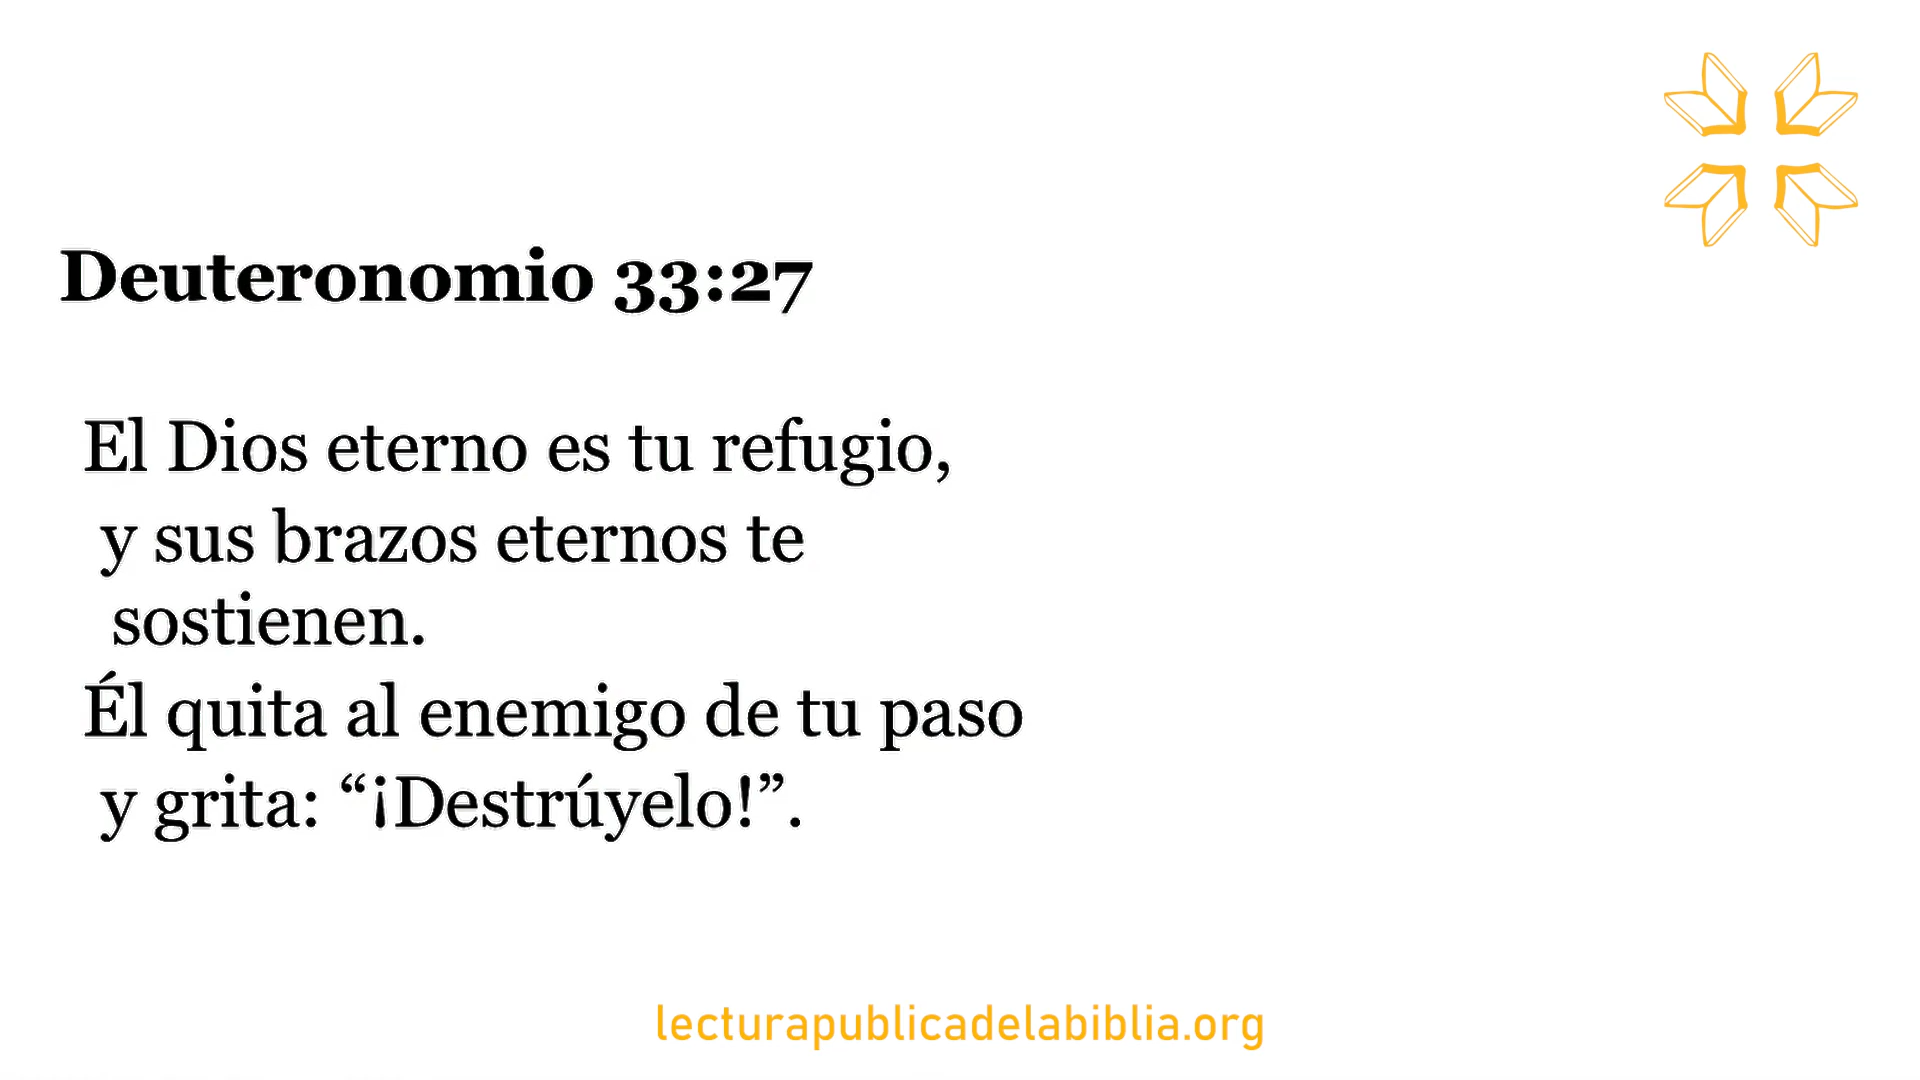 Deuteronomio 33:27
El Dios eterno es tu refugio,
y sus brazos eternos te
sostienen.
Él quita al enemigo de tu paso
y grita: “¡Destrúyelo!”.
lecturapublicadelabiblia.org